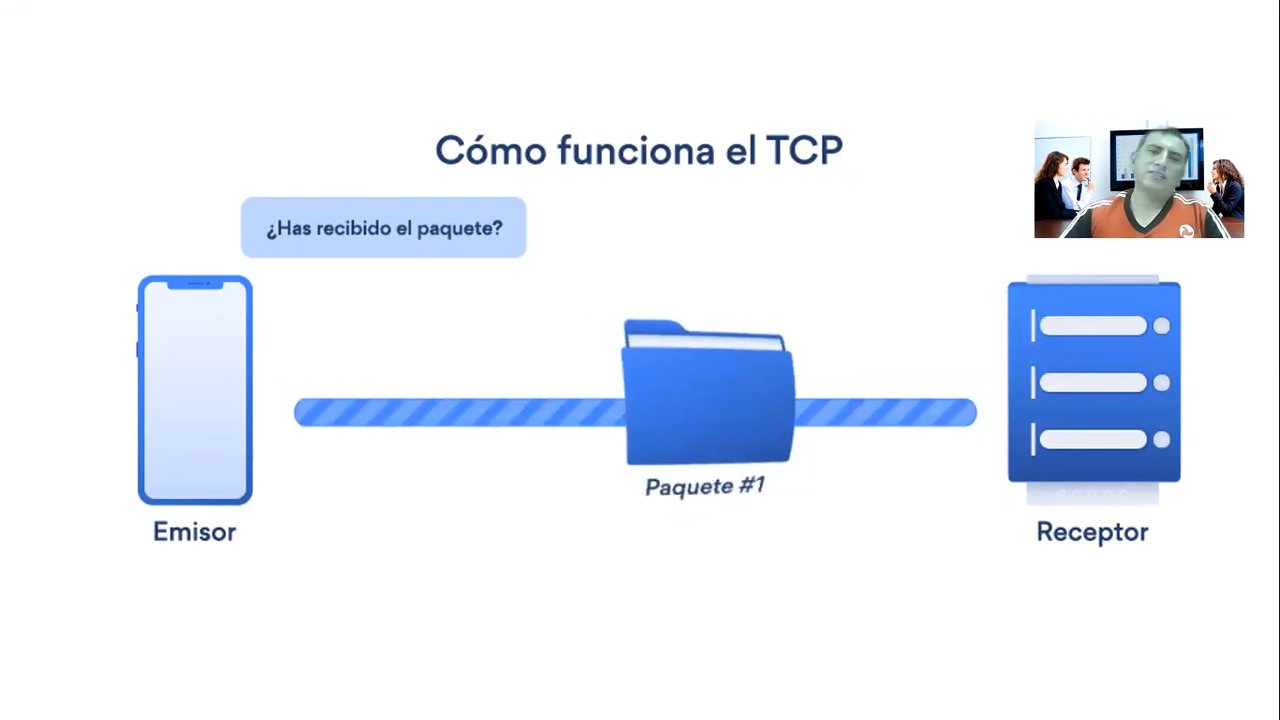 Cómo funciona el TCP
¿Has recibido el paquete?
Paquete #1
Emisor
Receptor